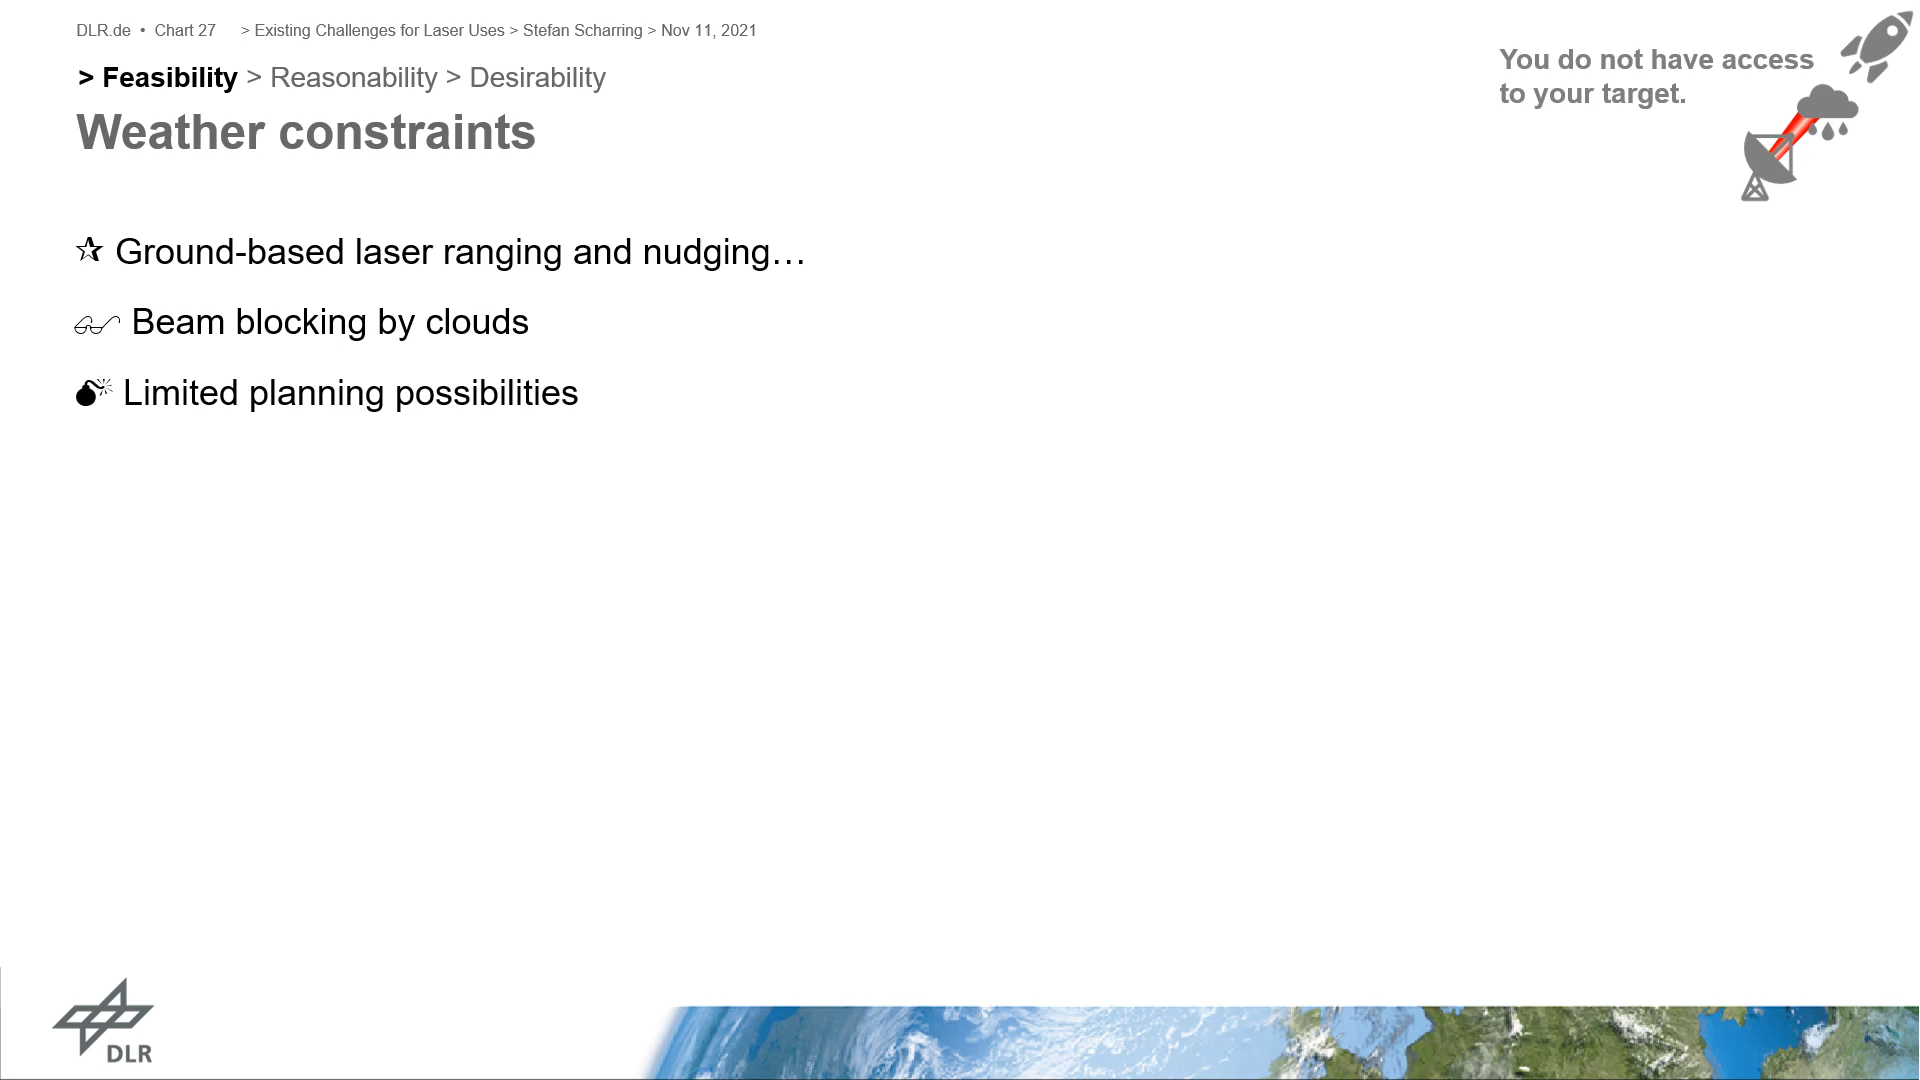 DLR.de • Chart 27 > Existing Challenges for Laser Uses > Stefan Scharring > Nov 11, 2021
> Feasibility > Reasonability > Desirability
Weather constraints
You do not have access
to your target.
Ground-based laser ranging and nudging…
Beam blocking by clouds
Limited planning possibilities
DLR